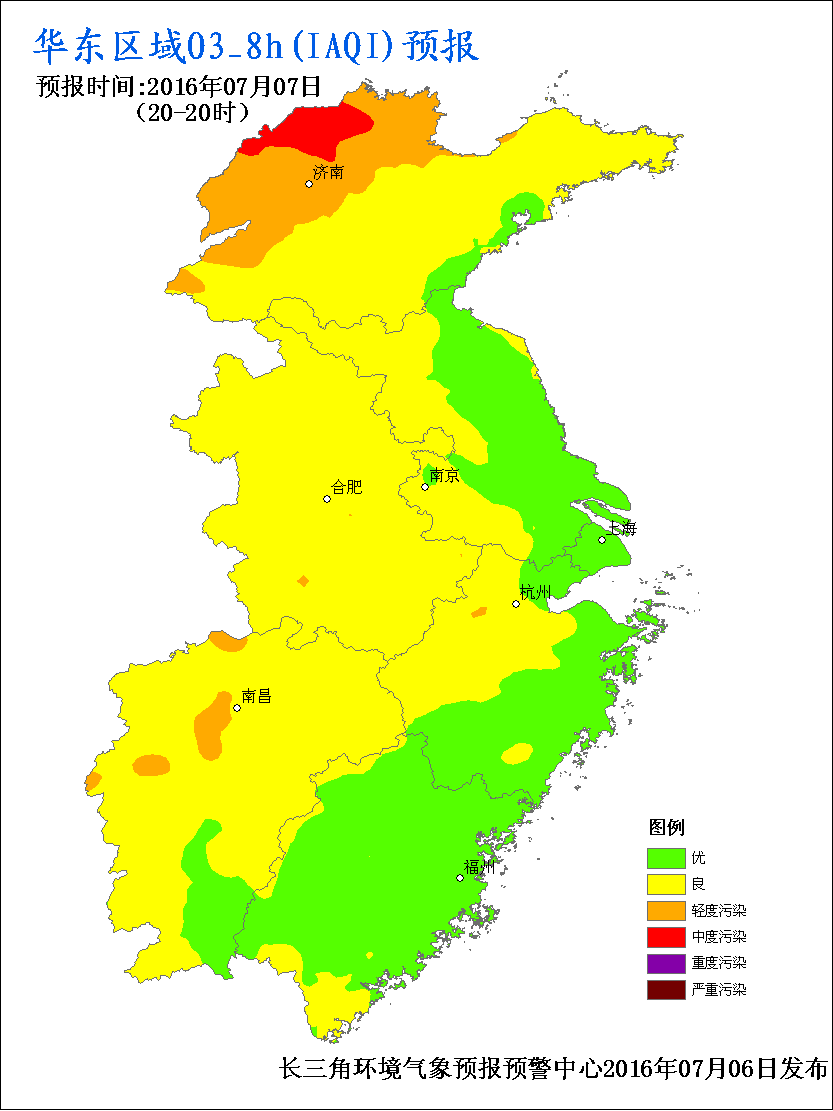 华东区域O3_8h(IAQI)预报
预报时间:2016年07月07日
(20-20时)
济南
南京
合肥
上海
杭州
南昌
福州
图例
优
良
轻度污染
中度污染
重度污染
严重污染
长三角环境气象预报预警中心2016年07月06日发布